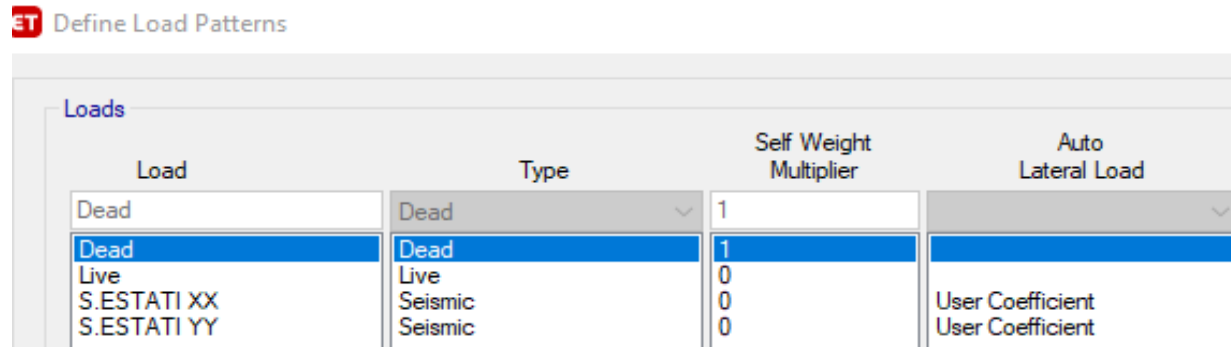 ET Define Load Patterns
Loads
Self Weight Auto
Load Type Multiplier Lateral Load
Dead Dead 1
Dead Dead 1
Live Live 0
S.ESTATI XX Seismic 0 User Coefficient
S.ESTATI YY Seismic 0 User Coefficient